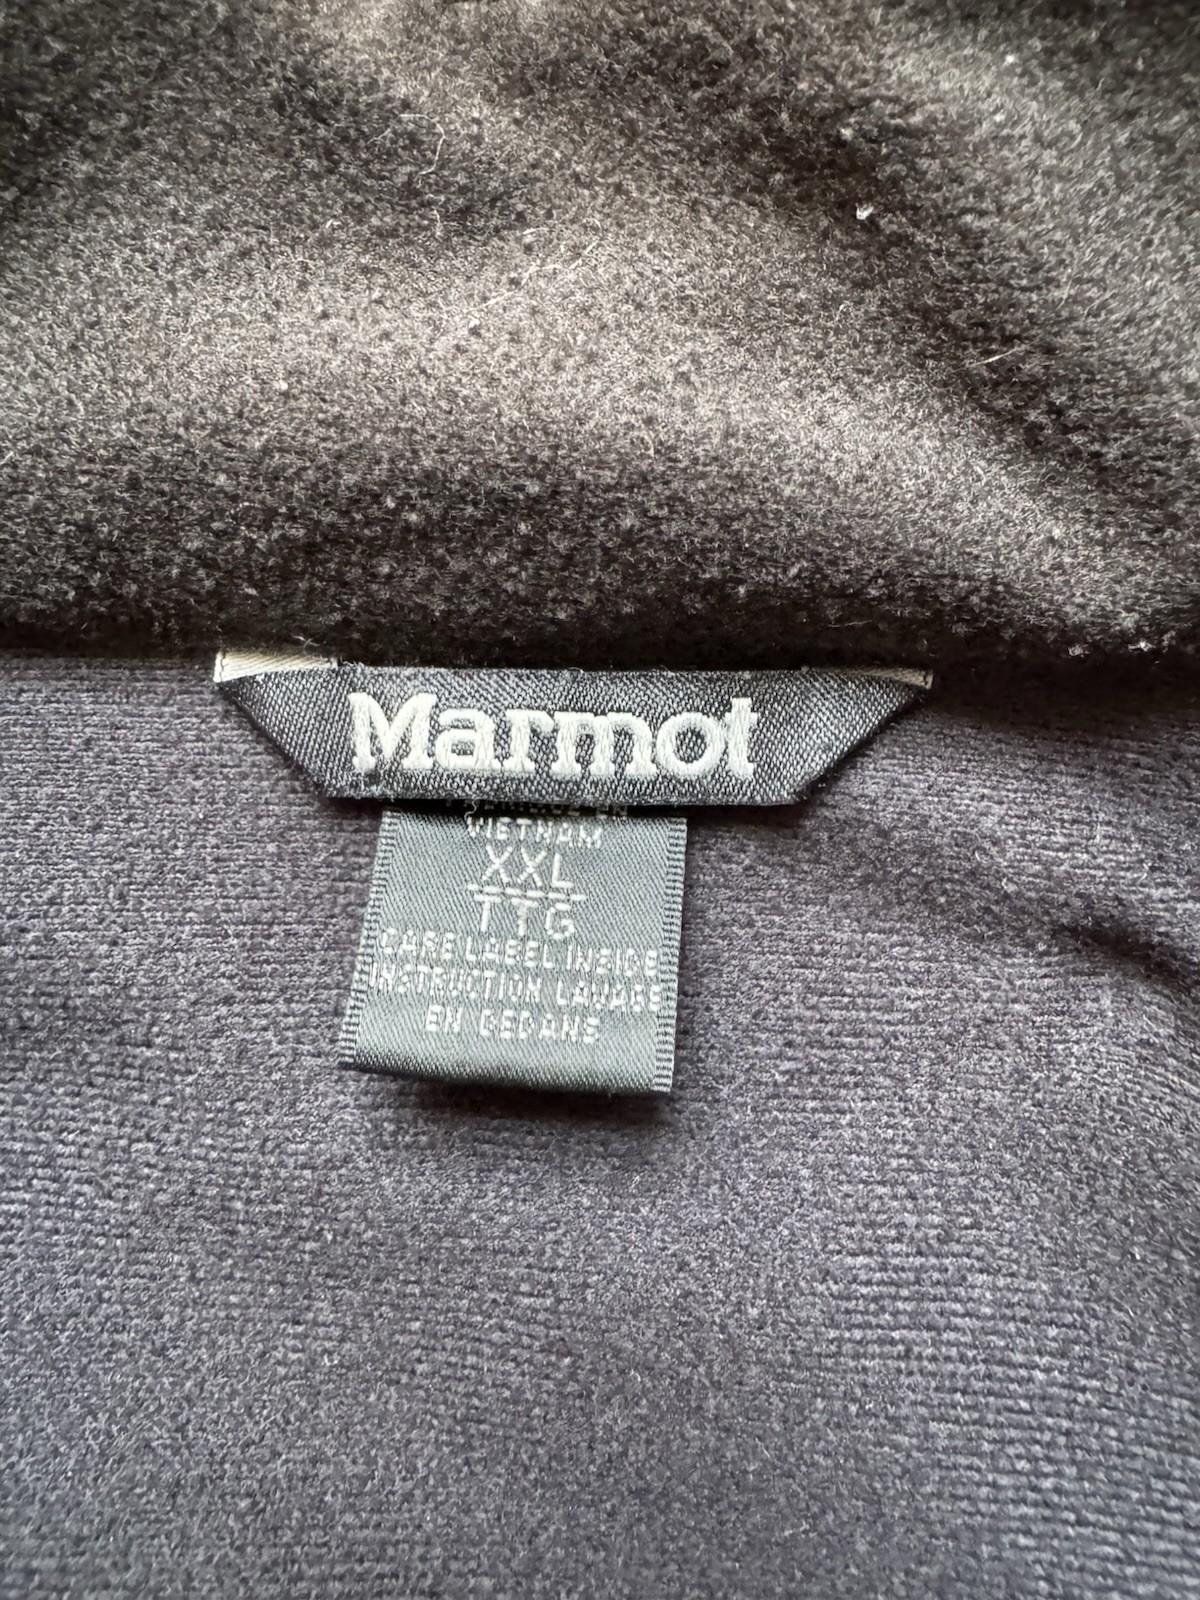 Marmot
VIETNAM
XXL
TTG
CARE LABEL INSIDE
INSTRUCTION LAVAGE
EN DEDANS